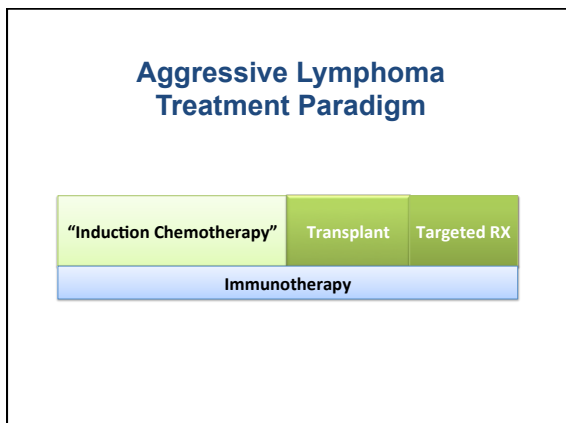 Aggressive Lymphoma
Treatment Paradigm
“Induction Chemotherapy”
Transplant
Targeted RX
Immunotherapy